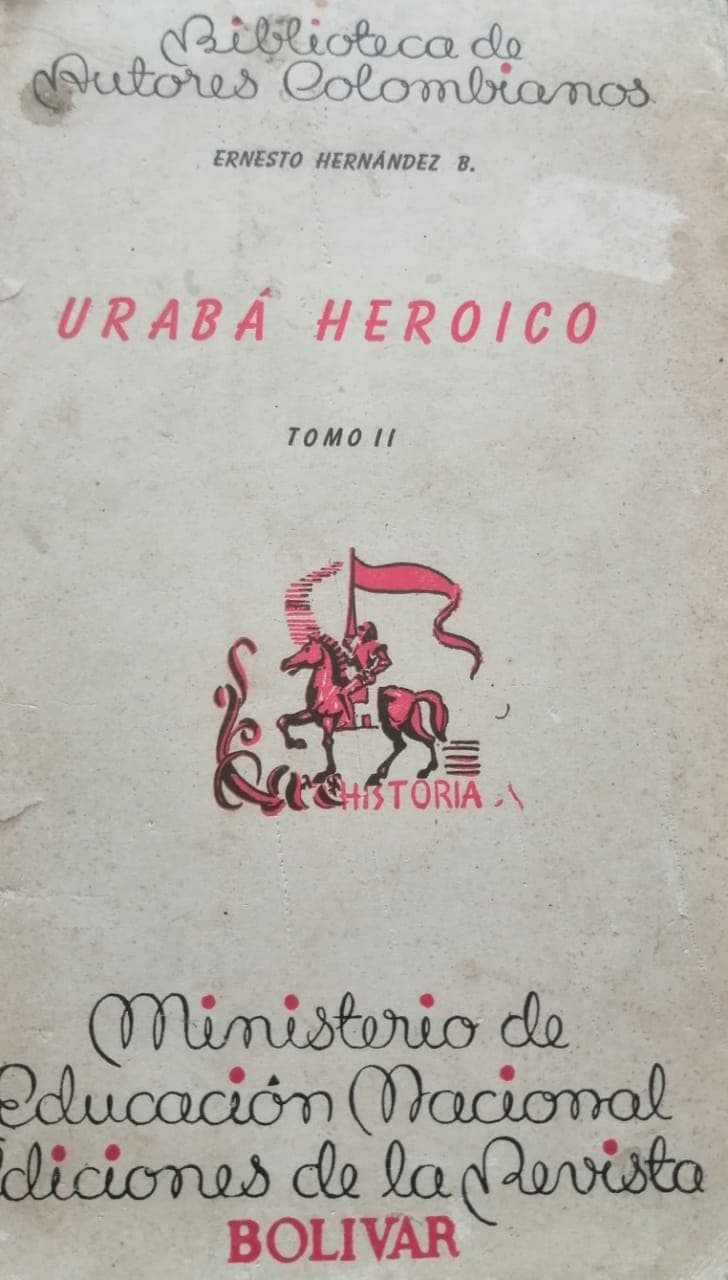 Biblioteca de
Autores Colombianos
ERNESTO HERNÁNDEZ B.
URABÁ HEROICO
TOMO II
HISTORIA
Ministerio de
Educación Nacional
Ediciones de la Revista
BOLIVAR